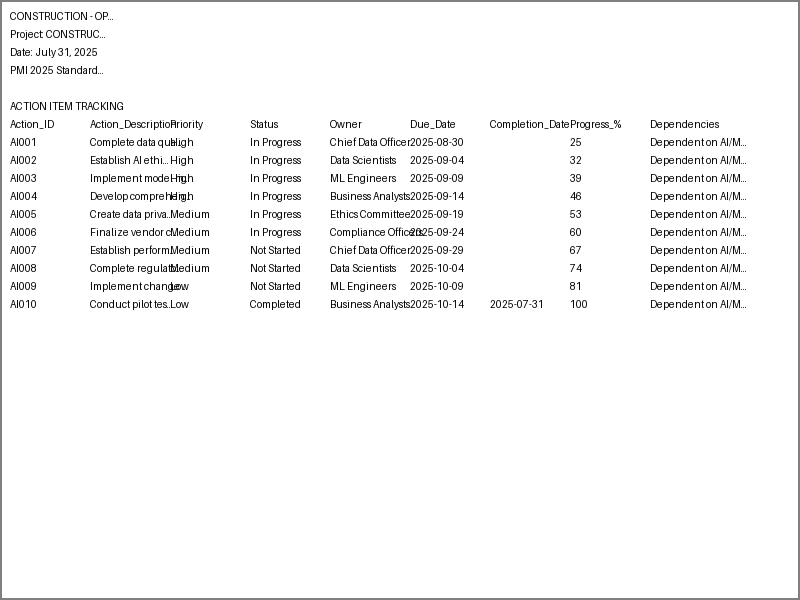 CONSTRUCTION - OP...
Project: CONSTRUC...
Date: July 31, 2025
PMI 2025 Standard...
ACTION ITEM TRACKING
Action_ID Action_Description Priority Status Owner Due_Date Completion_Date Progress_% Dependencies
AI001 Complete data High In Progress Chief Data Officer 2025-08-30 25 Dependent on AI/M...
AI002 Establish AI ethi... High In Progress Data Scientists 2025-09-04 32 Dependent on AI/M...
AI003 Implement High In Progress ML Engineers 2025-09-09 39 Dependent on AI/M...
AI004 Develop High In Progress Business Analysts 2025-09-14 46 Dependent on AI/M...
AI005 Create data priva... Medium In Progress Ethics Committee 2025-09-19 53 Dependent on AI/M...
AI006 Finalize vendor Medium In Progress Compliance Officers 2025-09-24 60 Dependent on AI/M...
AI007 Establish Medium Not Started Chief Data Officer 2025-09-29 67 Dependent on AI/M...
AI008 Complete Medium Not Started Data Scientists 2025-10-04 74 Dependent on AI/M...
AI009 Implement Low Not Started ML Engineers 2025-10-09 81 Dependent on AI/M...
AI010 Conduct pilot tes... Low Completed Business Analysts 2025-10-14 2025-07-31 100 Dependent on AI/M...